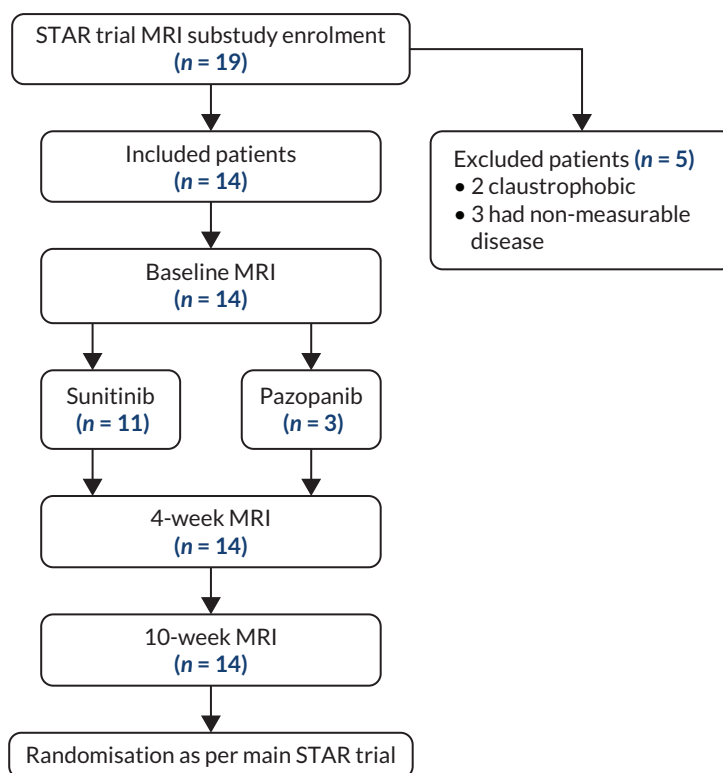 STAR trial MRI substudy enrolment
(n = 19)
Included patients
(n = 14)
Excluded patients (n = 5)
• 2 claustrophobic
• 3 had non-measurable
disease
Baseline MRI
(n = 14)
Sunitinib
(n = 11)
Pazopanib
(n = 3)
4-week MRI
(n = 14)
10-week MRI
(n = 14)
Randomisation as per main STAR trial